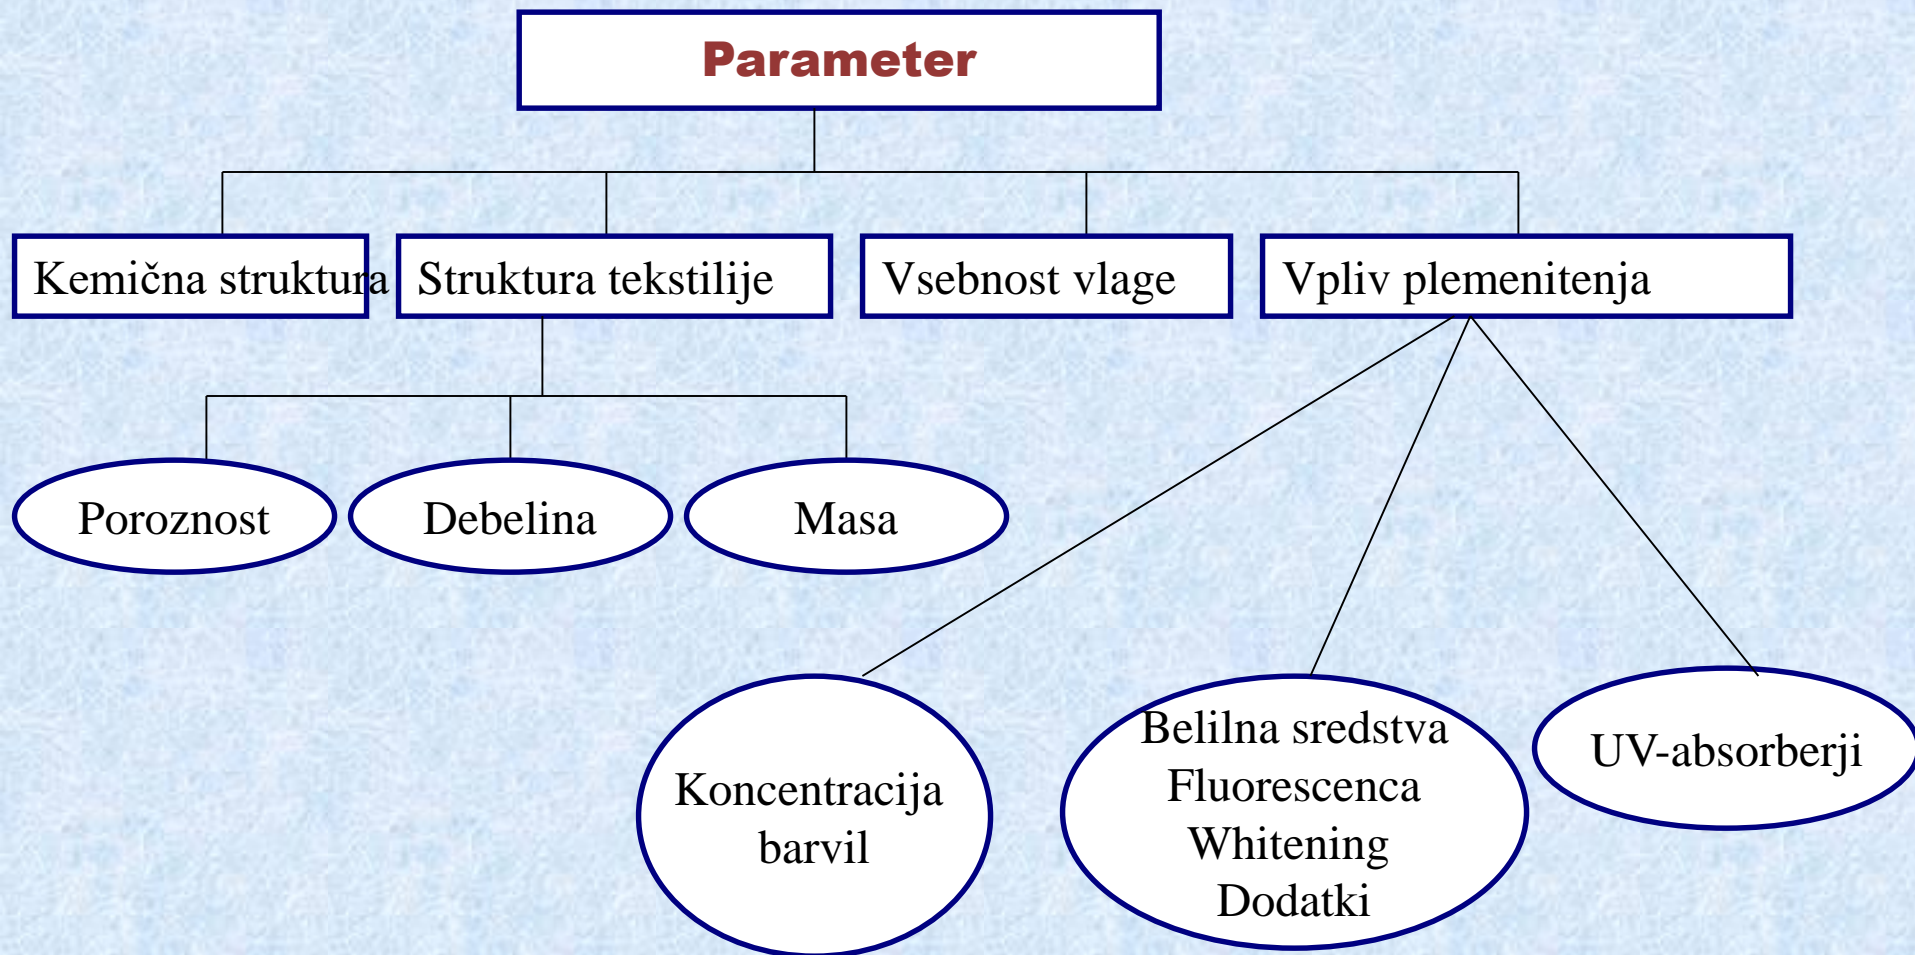 Parameter
Kemična struktura
Struktura tekstilije
Vsebnost vlage
Vpliv plemenitenja
Poroznost
Debelina
Masa
Koncentracija
barvil
Belilna sredstva
Fluorescenca
Whitening
Dodatki
UV-absorberji